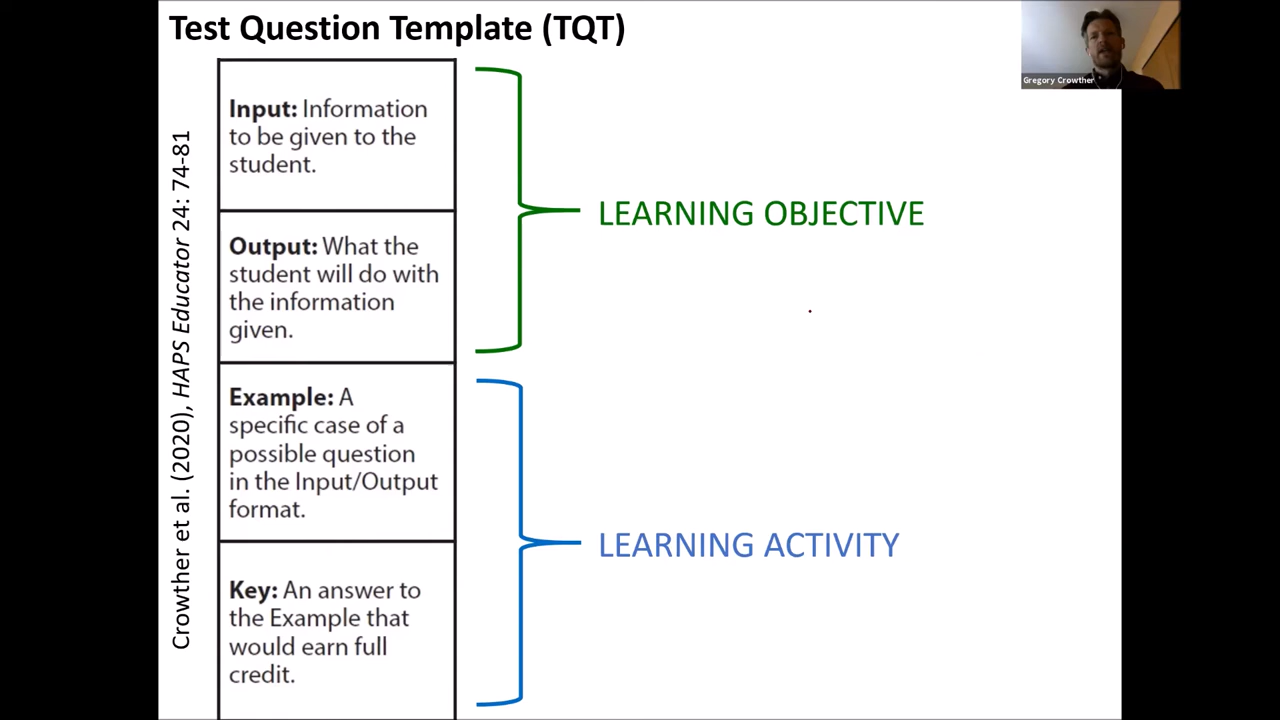 Test Question Template (TQT)
Gregory Crowther
Crowther et al. (2020), HAPS Educator 24: 74-81
Input: Information
to be given to the
student.
Output: What the
student will do with
the information
given.
LEARNING OBJECTIVE
Example: A
specific case of a
possible question
in the Input/Output
format.
Key: An answer to
the Example that
would earn full
credit.
LEARNING ACTIVITY